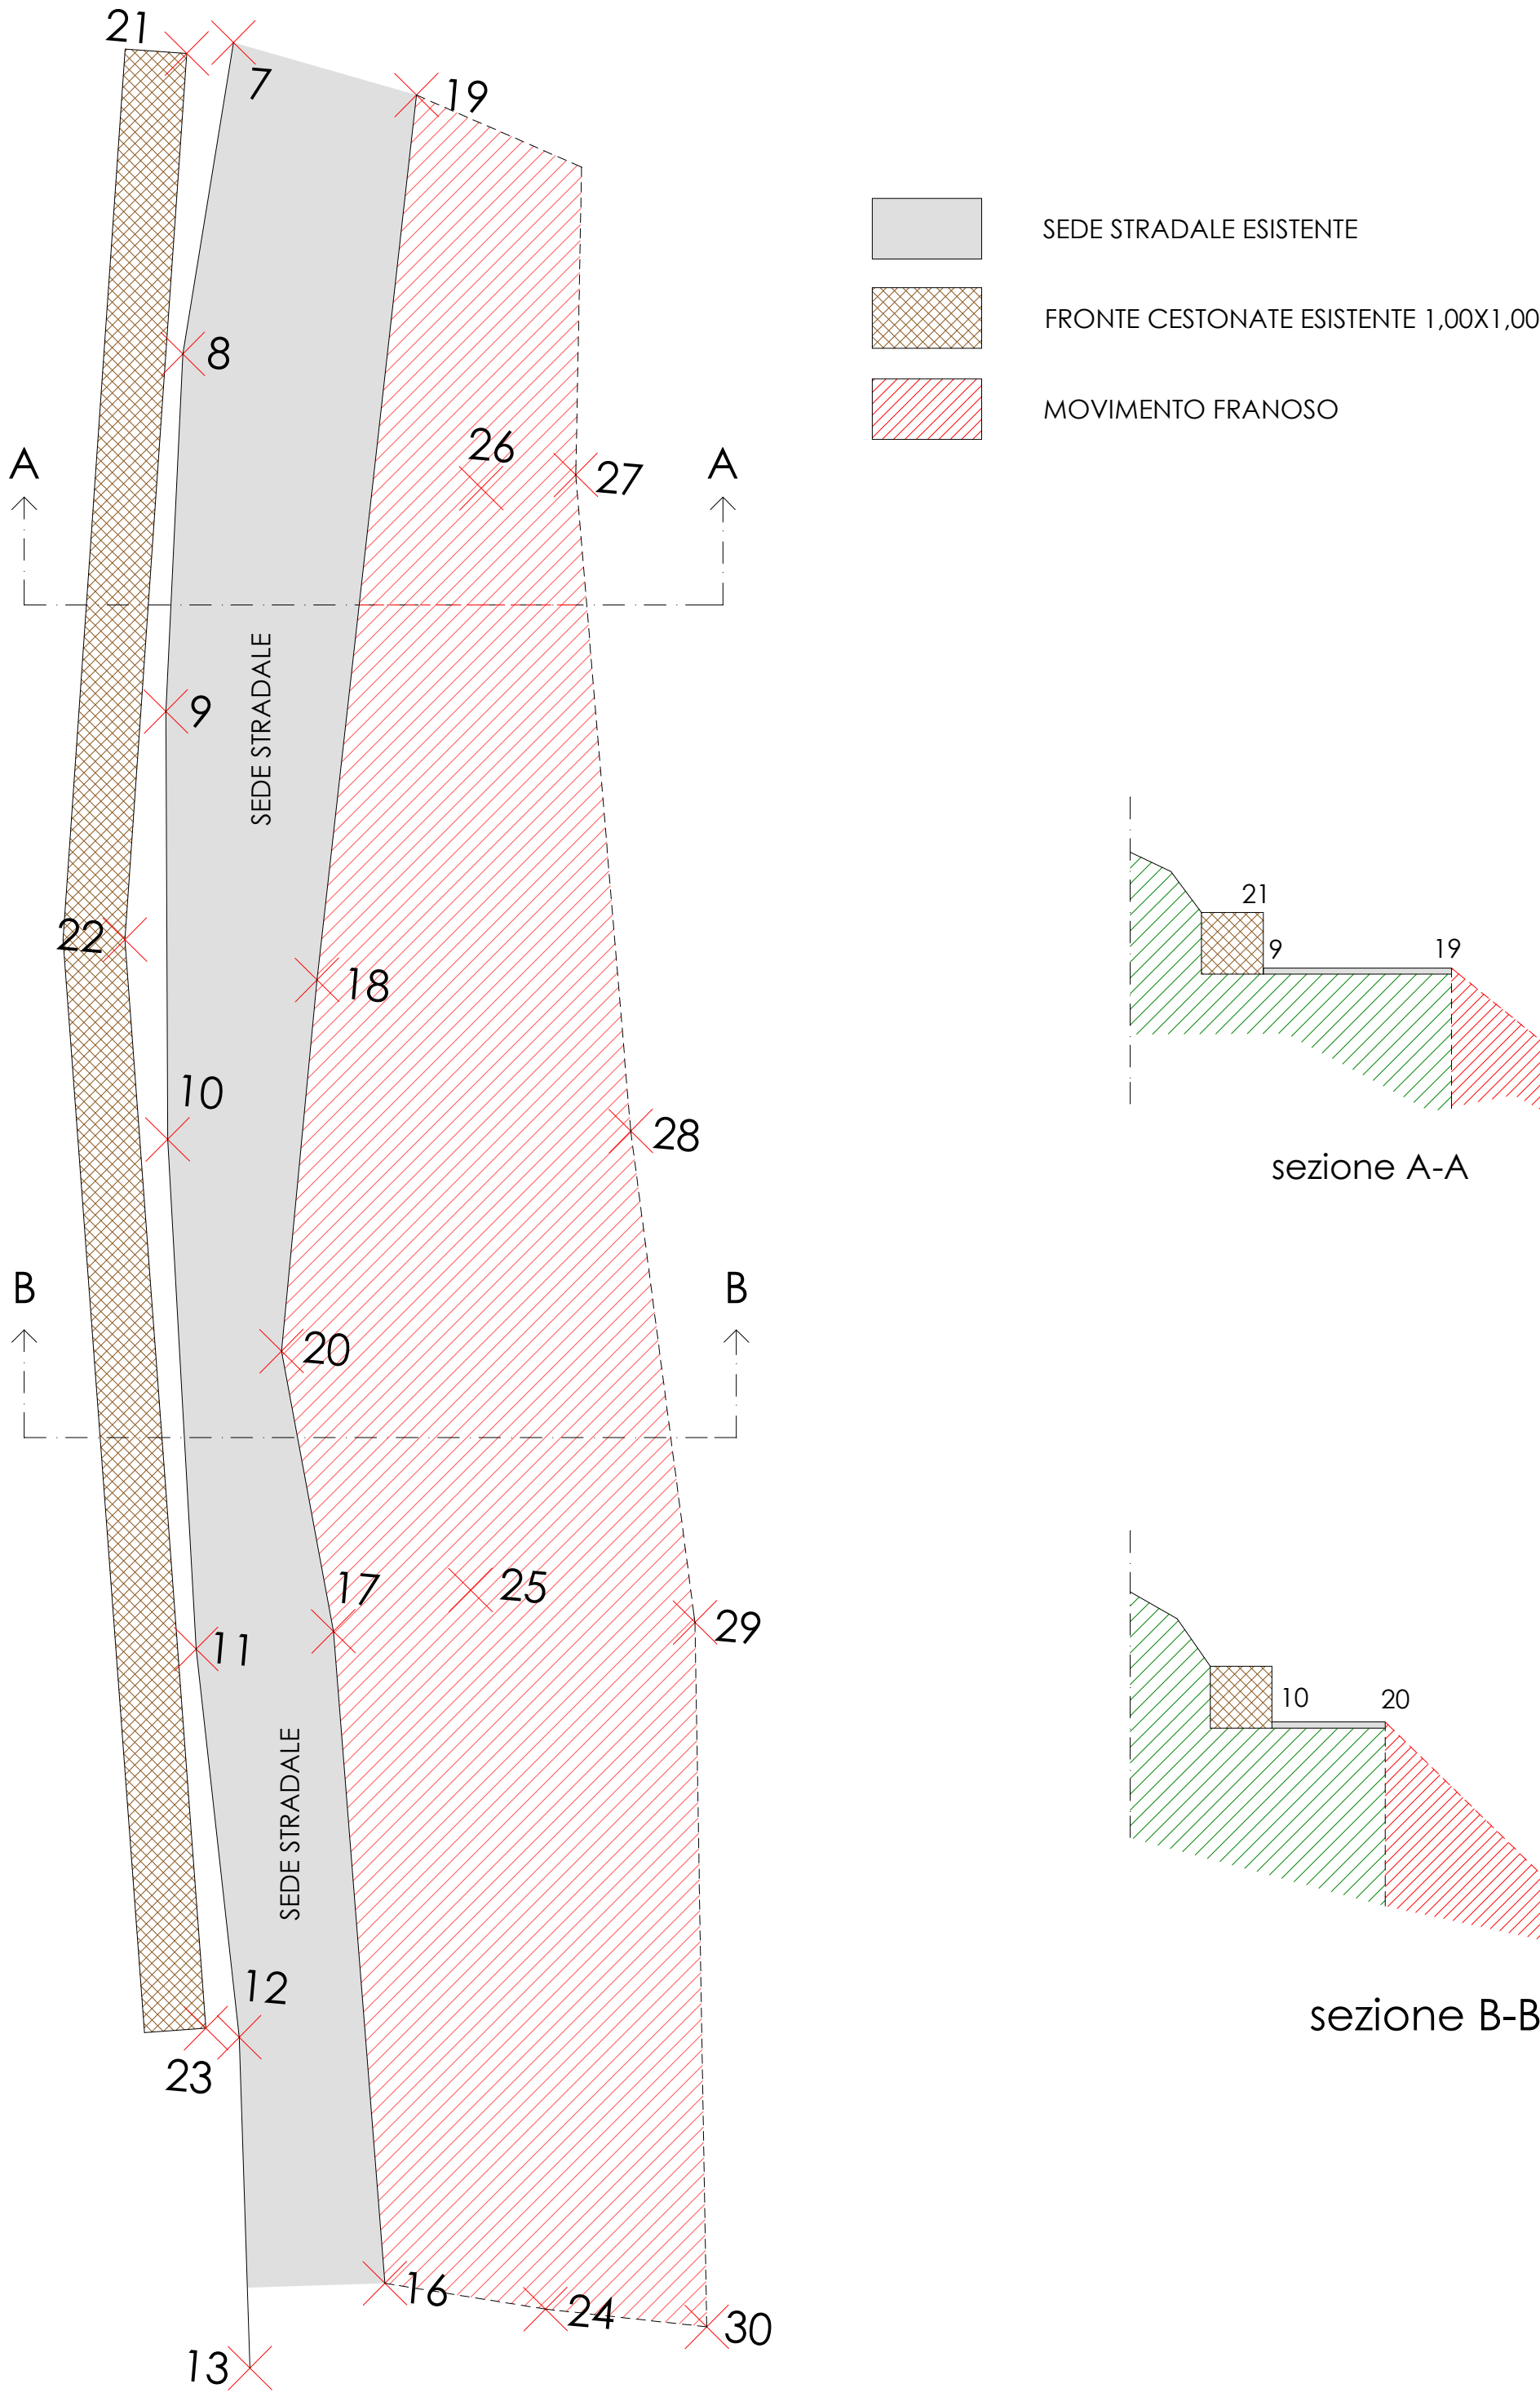 21
7
19
SEDE STRADALE ESISTENTE
FRONTE CESTONATE ESISTENTE 1,00X1,00
8
MOVIMENTO FRANOSO
A
26
27
A
SEDE STRADALE
9
21
9
19
22
18
10
28
sezione A-A
B
B
20
17
25
29
11
10
20
SEDE STRADALE
12
sezione B-B
23
16
24
30
13